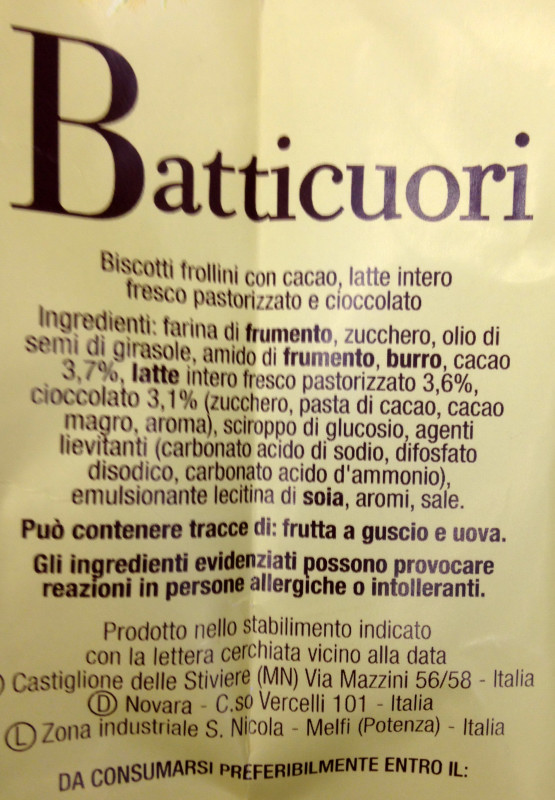 Batticuori
Biscotti frollini con cacao, latte intero
fresco pastorizzato e cioccolato
Ingredienti: farina di frumento, zucchero, olio di
semi di girasole, amido di frumento, burro, cacao
3,7%, latte intero fresco pastorizzato 3,6%,
cioccolato 3,1% (zucchero, pasta di cacao, cacao
magro, aroma), sciroppo di glucosio, agenti
lievitanti (carbonato acido di sodio, difosfato
disodico, carbonato acido d'ammonio),
emulsionante lecitina di soia, aromi, sale.
Può contenere tracce di: frutta a guscio e uova.
Gli ingredienti evidenziati possono provocare
reazioni in persone allergiche o intolleranti.
Prodotto nello stabilimento indicato
con la lettera cerchiata vicino alla data
) Castiglione delle Stiviere (MN) Via Mazzini 56/58 - Italia
Ⓓ Novara - C.so Vercelli 101 - Italia
Ⓛ Zona industriale S. Nicola - Melfi (Potenza) - Italia
DA CONSUMARSI PREFERIBILMENTE ENTRO IL: